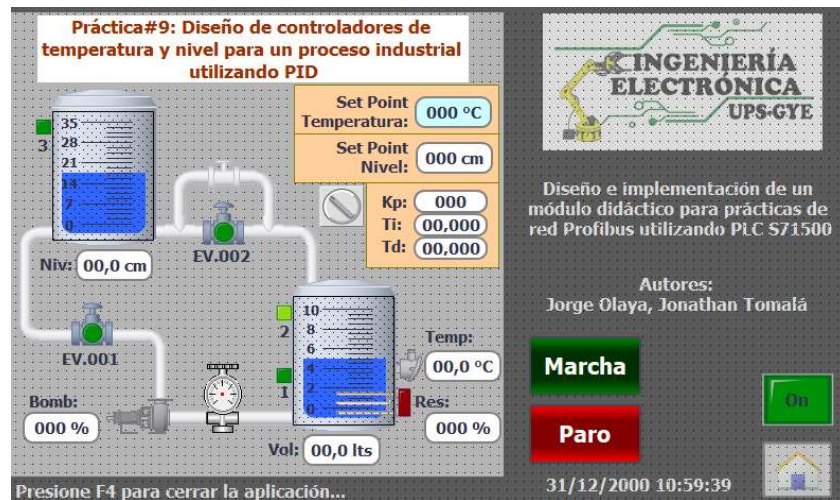 Práctica#9: Diseño de controladores de
temperatura y nivel para un proceso industrial
utilizando PID
INGENIERÍA
ELECTRÓNICA
UPS-GYE
Set Point
Temperatura: 000 °C
Set Point
Nivel: 000 cm
Kp: 000
Ti: 00,000
Td: 00,000
3
35
28
21
14
7
0
Niv: 00,0 cm
EV.002
EV.001
Bomb:
000 %
2
1
10
8
6
4
2
0
Temp:
00,0 °C
Res:
000 %
Vol: 00,0 lts
Diseño e implementación de un
módulo didáctico para prácticas de
red Profibus utilizando PLC S71500
Autores:
Jorge Olaya, Jonathan Tomalá
Marcha
On
Paro
31/12/2000 10:59:39
Presione F4 para cerrar la aplicación...